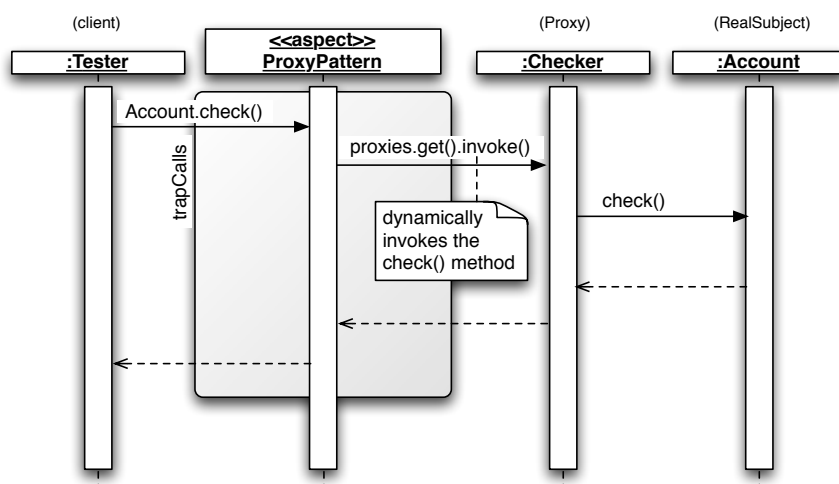 (client)
(Proxy)
(RealSubject)
:Tester
<<aspect>>
ProxyPattern
:Checker
:Account
Account.check()
trapCalls
proxies.get().invoke()
dynamically
invokes the
check() method
check()